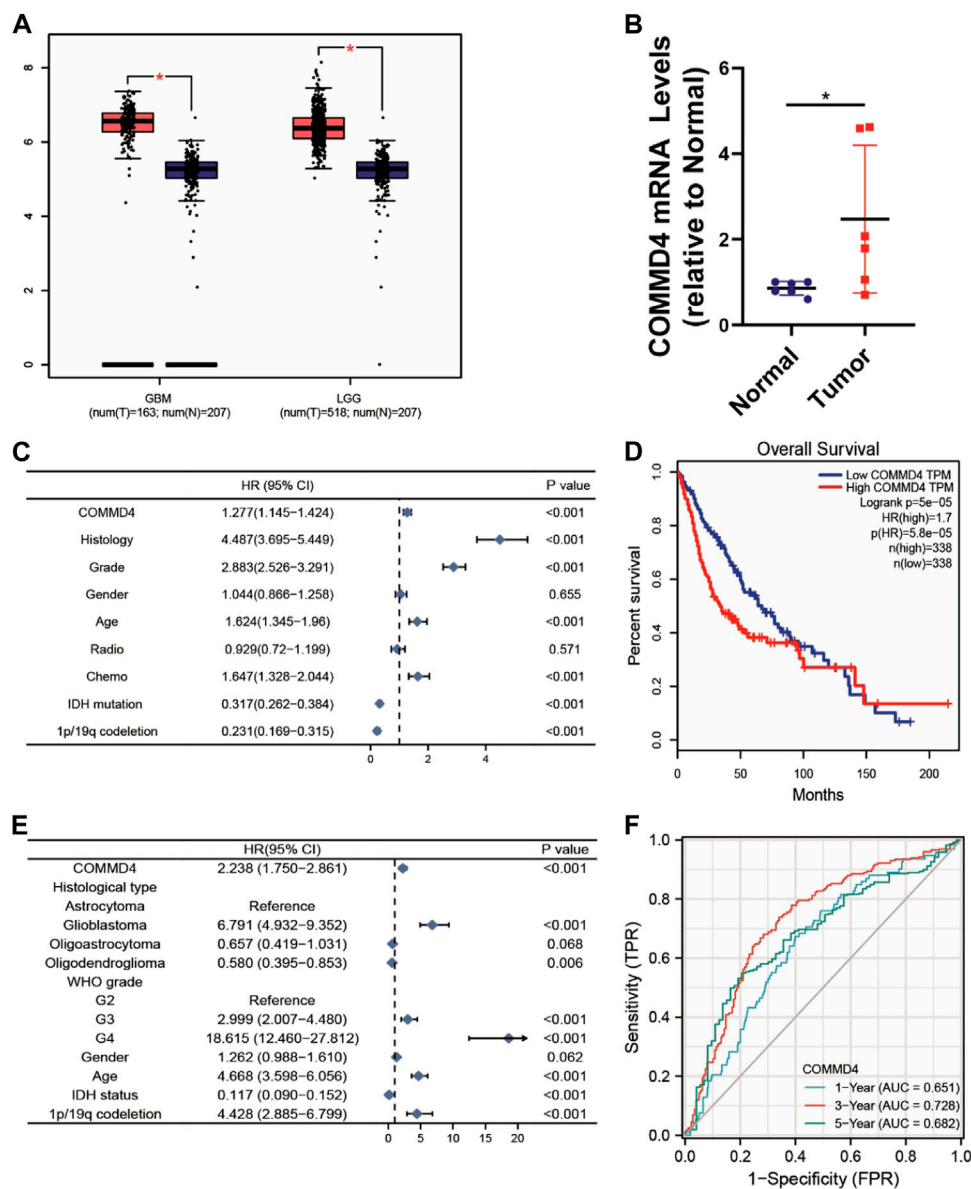 A
*
*
8
6
4
2
0
GBM
(num(T)=163; num(N)=207)
LGG
(num(T)=518; num(N)=207)
B
COMMD4 mRNA Levels
(relative to Normal)
6
4
2
0
*
Normal
Tumor
C
HR (95% CI)
P value
COMMD4 1.277(1.145−1.424) <0.001
Histology 4.487(3.695−5.449) <0.001
Grade 2.883(2.526−3.291) <0.001
Gender 1.044(0.866−1.258) 0.655
Age 1.624(1.345−1.96) <0.001
Radio 0.929(0.72−1.199) 0.571
Chemo 1.647(1.328−2.044) <0.001
IDH mutation 0.317(0.262−0.384) <0.001
1p/19q codeletion 0.231(0.169−0.315) <0.001
0 2 4
D
Overall Survival
Low COMMD4 TPM
High COMMD4 TPM
Logrank p=5e−05
HR(high)=1.7
p(HR)=5.8e−05
n(high)=338
n(low)=338
Percent survival
1.0
0.8
0.6
0.4
0.2
0.0
0 50 100 150 200
Months
E
HR(95% CI)
P value
COMMD4 2.238 (1.750−2.861) <0.001
Histological type
Astrocytoma Reference
Glioblastoma 6.791 (4.932−9.352) <0.001
Oligoastrocytoma 0.657 (0.419−1.031) 0.068
Oligodendroglioma 0.580 (0.395−0.853) 0.006
WHO grade
G2 Reference
G3 2.999 (2.007−4.480) <0.001
G4 18.615 (12.460−27.812) <0.001
Gender 1.262 (0.988−1.610) 0.062
Age 4.668 (3.598−6.056) <0.001
IDH status 0.117 (0.090−0.152) <0.001
1p/19q codeletion 4.428 (2.885−6.799) <0.001
0 5 10 15 20
F
Sensitivity (TPR)
1.0
0.8
0.6
0.4
0.2
0.0
COMMD4
1−Year (AUC = 0.651)
3−Year (AUC = 0.728)
5−Year (AUC = 0.682)
0.0 0.2 0.4 0.6 0.8 1.0
1−Specificity (FPR)